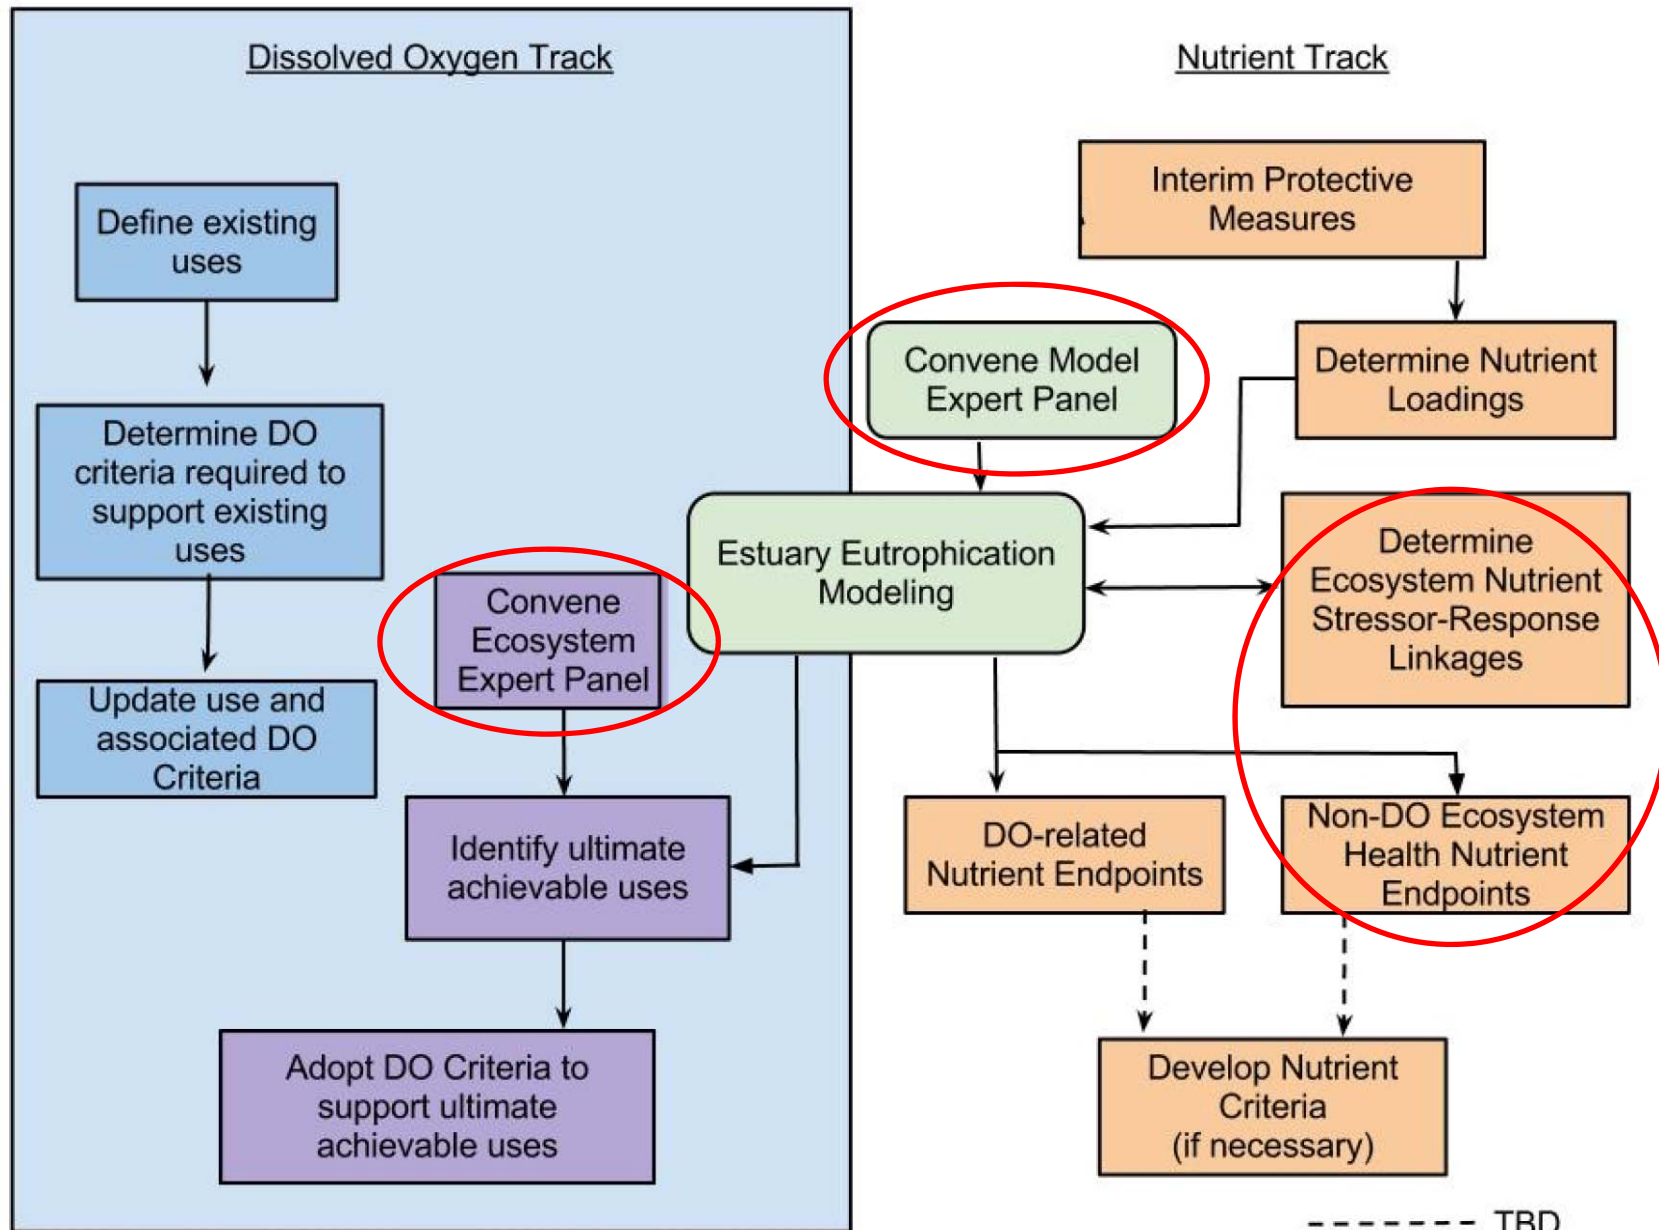 Dissolved Oxygen Track
Define existing
uses
Determine DO
criteria required to
support existing
uses
Update use and
associated DO
Criteria
Convene
Ecosystem
Expert Panel
Identify ultimate
achievable uses
Adopt DO Criteria to
support ultimate
achievable uses
Nutrient Track
Interim Protective
Measures
Convene Model
Expert Panel
Determine Nutrient
Loadings
Estuary Eutrophication
Modeling
Determine
Ecosystem Nutrient
Stressor-Response
Linkages
DO-related
Nutrient Endpoints
Non-DO Ecosystem
Health Nutrient
Endpoints
Develop Nutrient
Criteria
(if necessary)
TBD